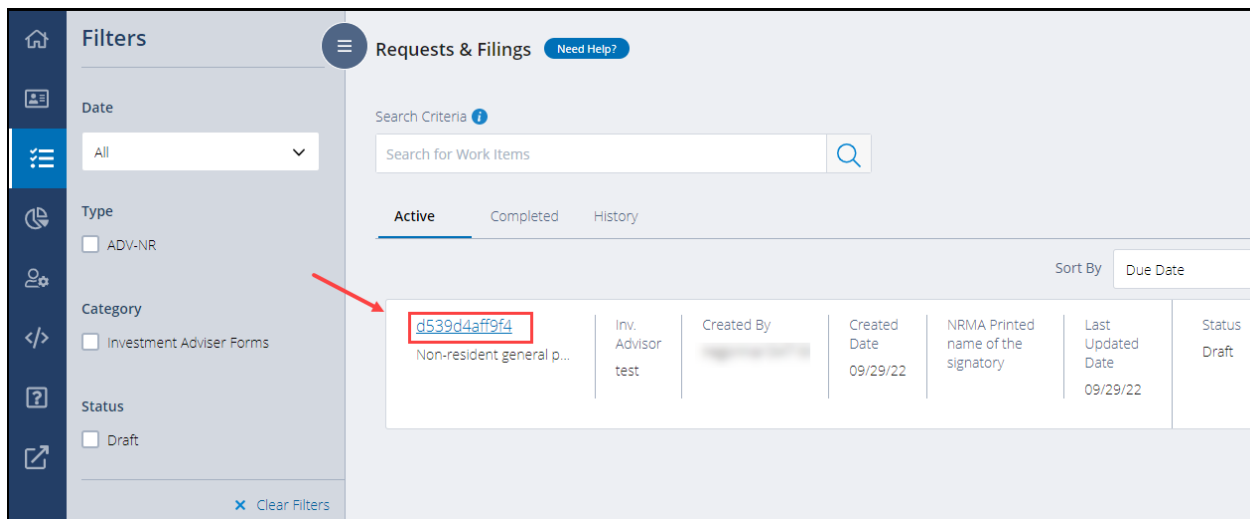 Filters
Date
All
Type
ADV-NR
Category
Investment Adviser Forms
Status
Draft
Clear Filters
Requests & Filings
Need Help?
Search Criteria
Search for Work Items
Active
Completed
History
Sort By
Due Date
d539d4aff9f4
Non-resident general p...
Inv.
Advisor
test
Created By
Created
Date
09/29/22
NRMA Printed
name of the
signatory
Last
Updated
Date
09/29/22
Status
Draft